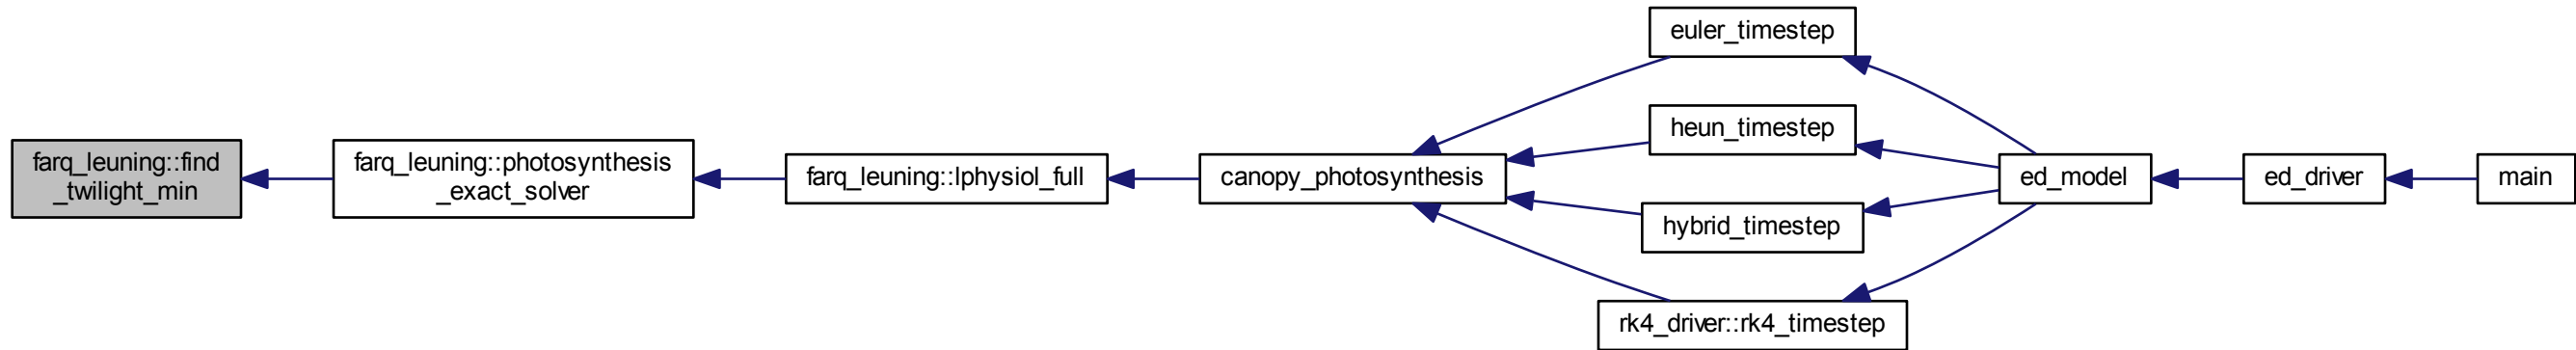 farq_leuning::find
_twilight_min
farq_leuning::photosynthesis
_exact_solver
farq_leuning::lphysiol_full
canopy_photosynthesis
euler_timestep
heun_timestep
hybrid_timestep
rk4_driver::rk4_timestep
ed_model
ed_driver
main